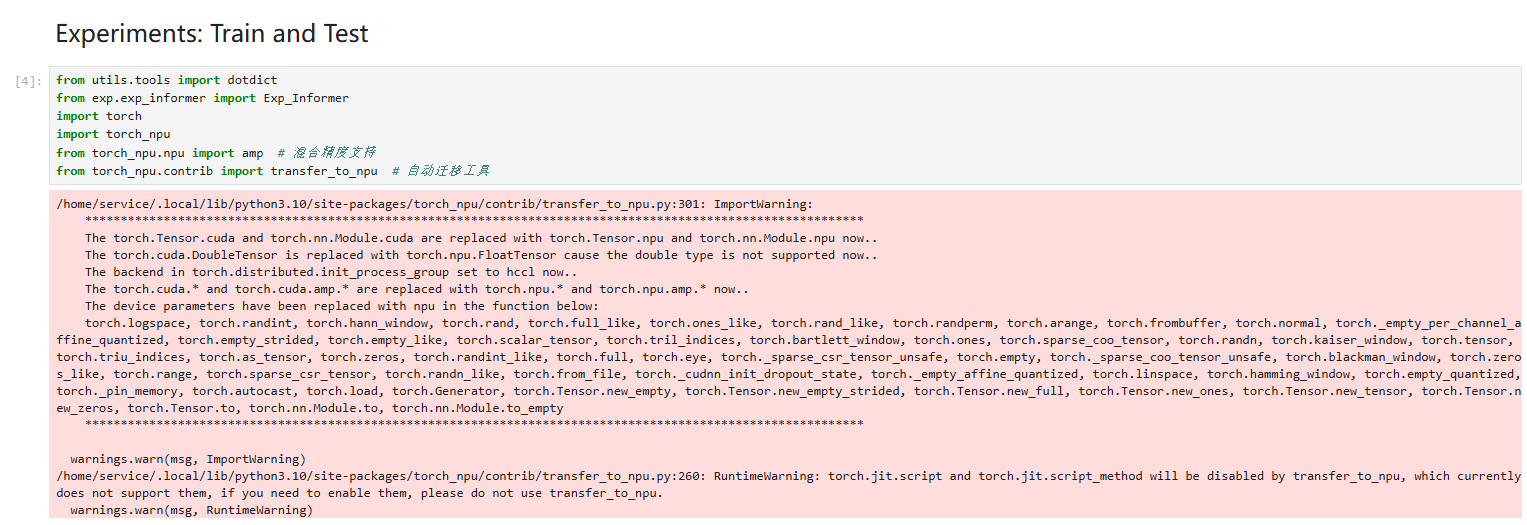 Experiments: Train and Test
[4]:
from utils.tools import dotdict
from exp.exp_informer import Exp_Informer
import torch
import torch_npu
from torch_npu.npu import amp  # 混合精度支持
from torch_npu.contrib import transfer_to_npu  # 自动迁移工具
/home/service/.local/lib/python3.10/site-packages/torch_npu/contrib/transfer_to_npu.py:301: ImportWarning:
*************************************************************************************************************
The torch.Tensor.cuda and torch.nn.Module.cuda are replaced with torch.Tensor.npu and torch.nn.Module.npu now..
The torch.cuda.DoubleTensor is replaced with torch.npu.FloatTensor cause the double type is not supported now..
The backend in torch.distributed.init_process_group set to hccl now..
The torch.cuda.* and torch.cuda.amp.* are replaced with torch.npu.* and torch.npu.amp.* now..
The device parameters have been replaced with npu in the function below:
torch.logspace, torch.randint, torch.hann_window, torch.rand, torch.full_like, torch.ones_like, torch.rand_like, torch.randperm, torch.arange, torch.frombuffer, torch.normal, torch._empty_per_channel_a
ffine_quantized, torch.empty_strided, torch.empty_like, torch.scalar_tensor, torch.tril_indices, torch.bartlett_window, torch.ones, torch.sparse_coo_tensor, torch.randn, torch.kaiser_window, torch.tensor,
torch.triu_indices, torch.as_tensor, torch.zeros, torch.randint_like, torch.full, torch.eye, torch._sparse_csr_tensor_unsafe, torch.empty, torch._sparse_coo_tensor_unsafe, torch.blackman_window, torch.zero
s_like, torch.range, torch.sparse_csr_tensor, torch.randn_like, torch.from_file, torch._cudnn_init_dropout_state, torch._empty_affine_quantized, torch.linspace, torch.hamming_window, torch.empty_quantized,
torch._pin_memory, torch.autocast, torch.load, torch.Generator, torch.Tensor.new_empty, torch.Tensor.new_empty_strided, torch.Tensor.new_full, torch.Tensor.new_ones, torch.Tensor.new_tensor, torch.Tensor.n
ew_zeros, torch.Tensor.to, torch.nn.Module.to, torch.nn.Module.to_empty
*************************************************************************************************************
warnings.warn(msg, ImportWarning)
/home/service/.local/lib/python3.10/site-packages/torch_npu/contrib/transfer_to_npu.py:260: RuntimeWarning: torch.jit.script and torch.jit.script_method will be disabled by transfer_to_npu, which currently
does not support them, if you need to enable them, please do not use transfer_to_npu.
warnings.warn(msg, RuntimeWarning)